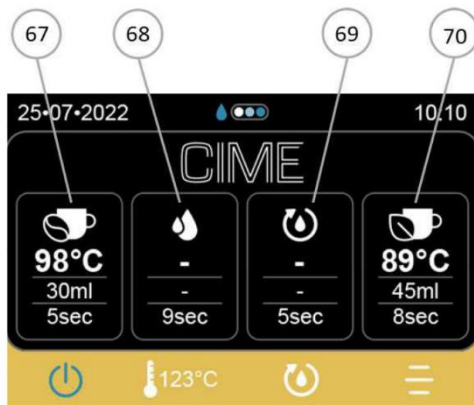 67 68 69 70
25•07•2022 10.10
CIME
98°C - - 89°C
30ml - - 45ml
5sec 9sec 5sec 8sec
123°C